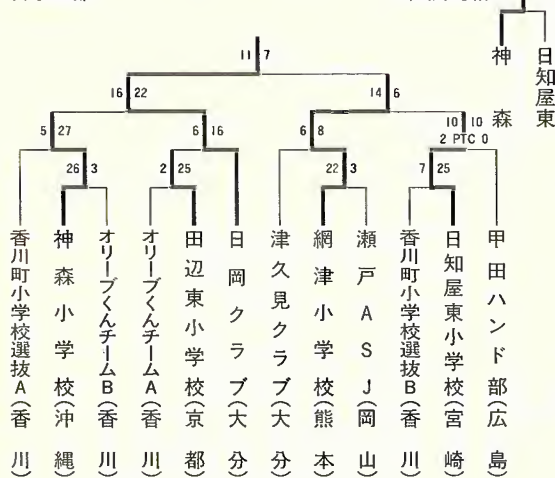 神森
日知屋東
11 7
16 22
14 6
5 27
6 16
6 8
10 10
2 PTC 0
26 3
2 25
22 3
7 25
香川町小学校選抜A(香川)
神森小学校(沖縄)
オリーブくんチームB(香川)
オリーブくんチームA(香川)
田辺東小学校(京都)
日岡クラブ(大分)
津久見クラブ(大分)
網津小学校(熊本)
瀬戸ASJ(岡山)
香川町小学校選抜B(香川)
日知屋東小学校(宮崎)
甲田ハンド部(広島)